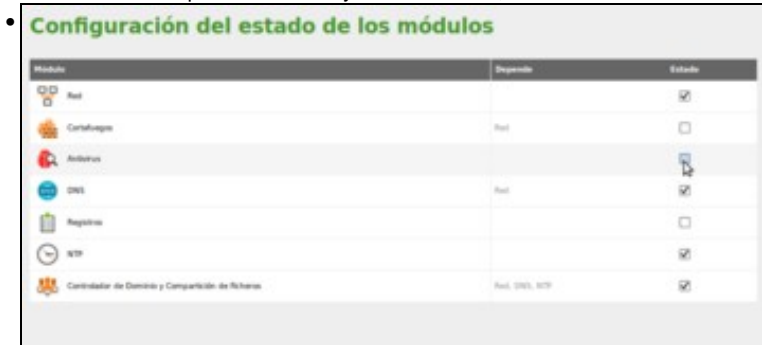 Configuración del estado de los módulos
Módulo Depende Estado
Red
Cortafuegos Red
Antivirus
DNS Red
Registros
NTP
Controlador de Dominio y Compartición de ficheros Red, DNS, NTP